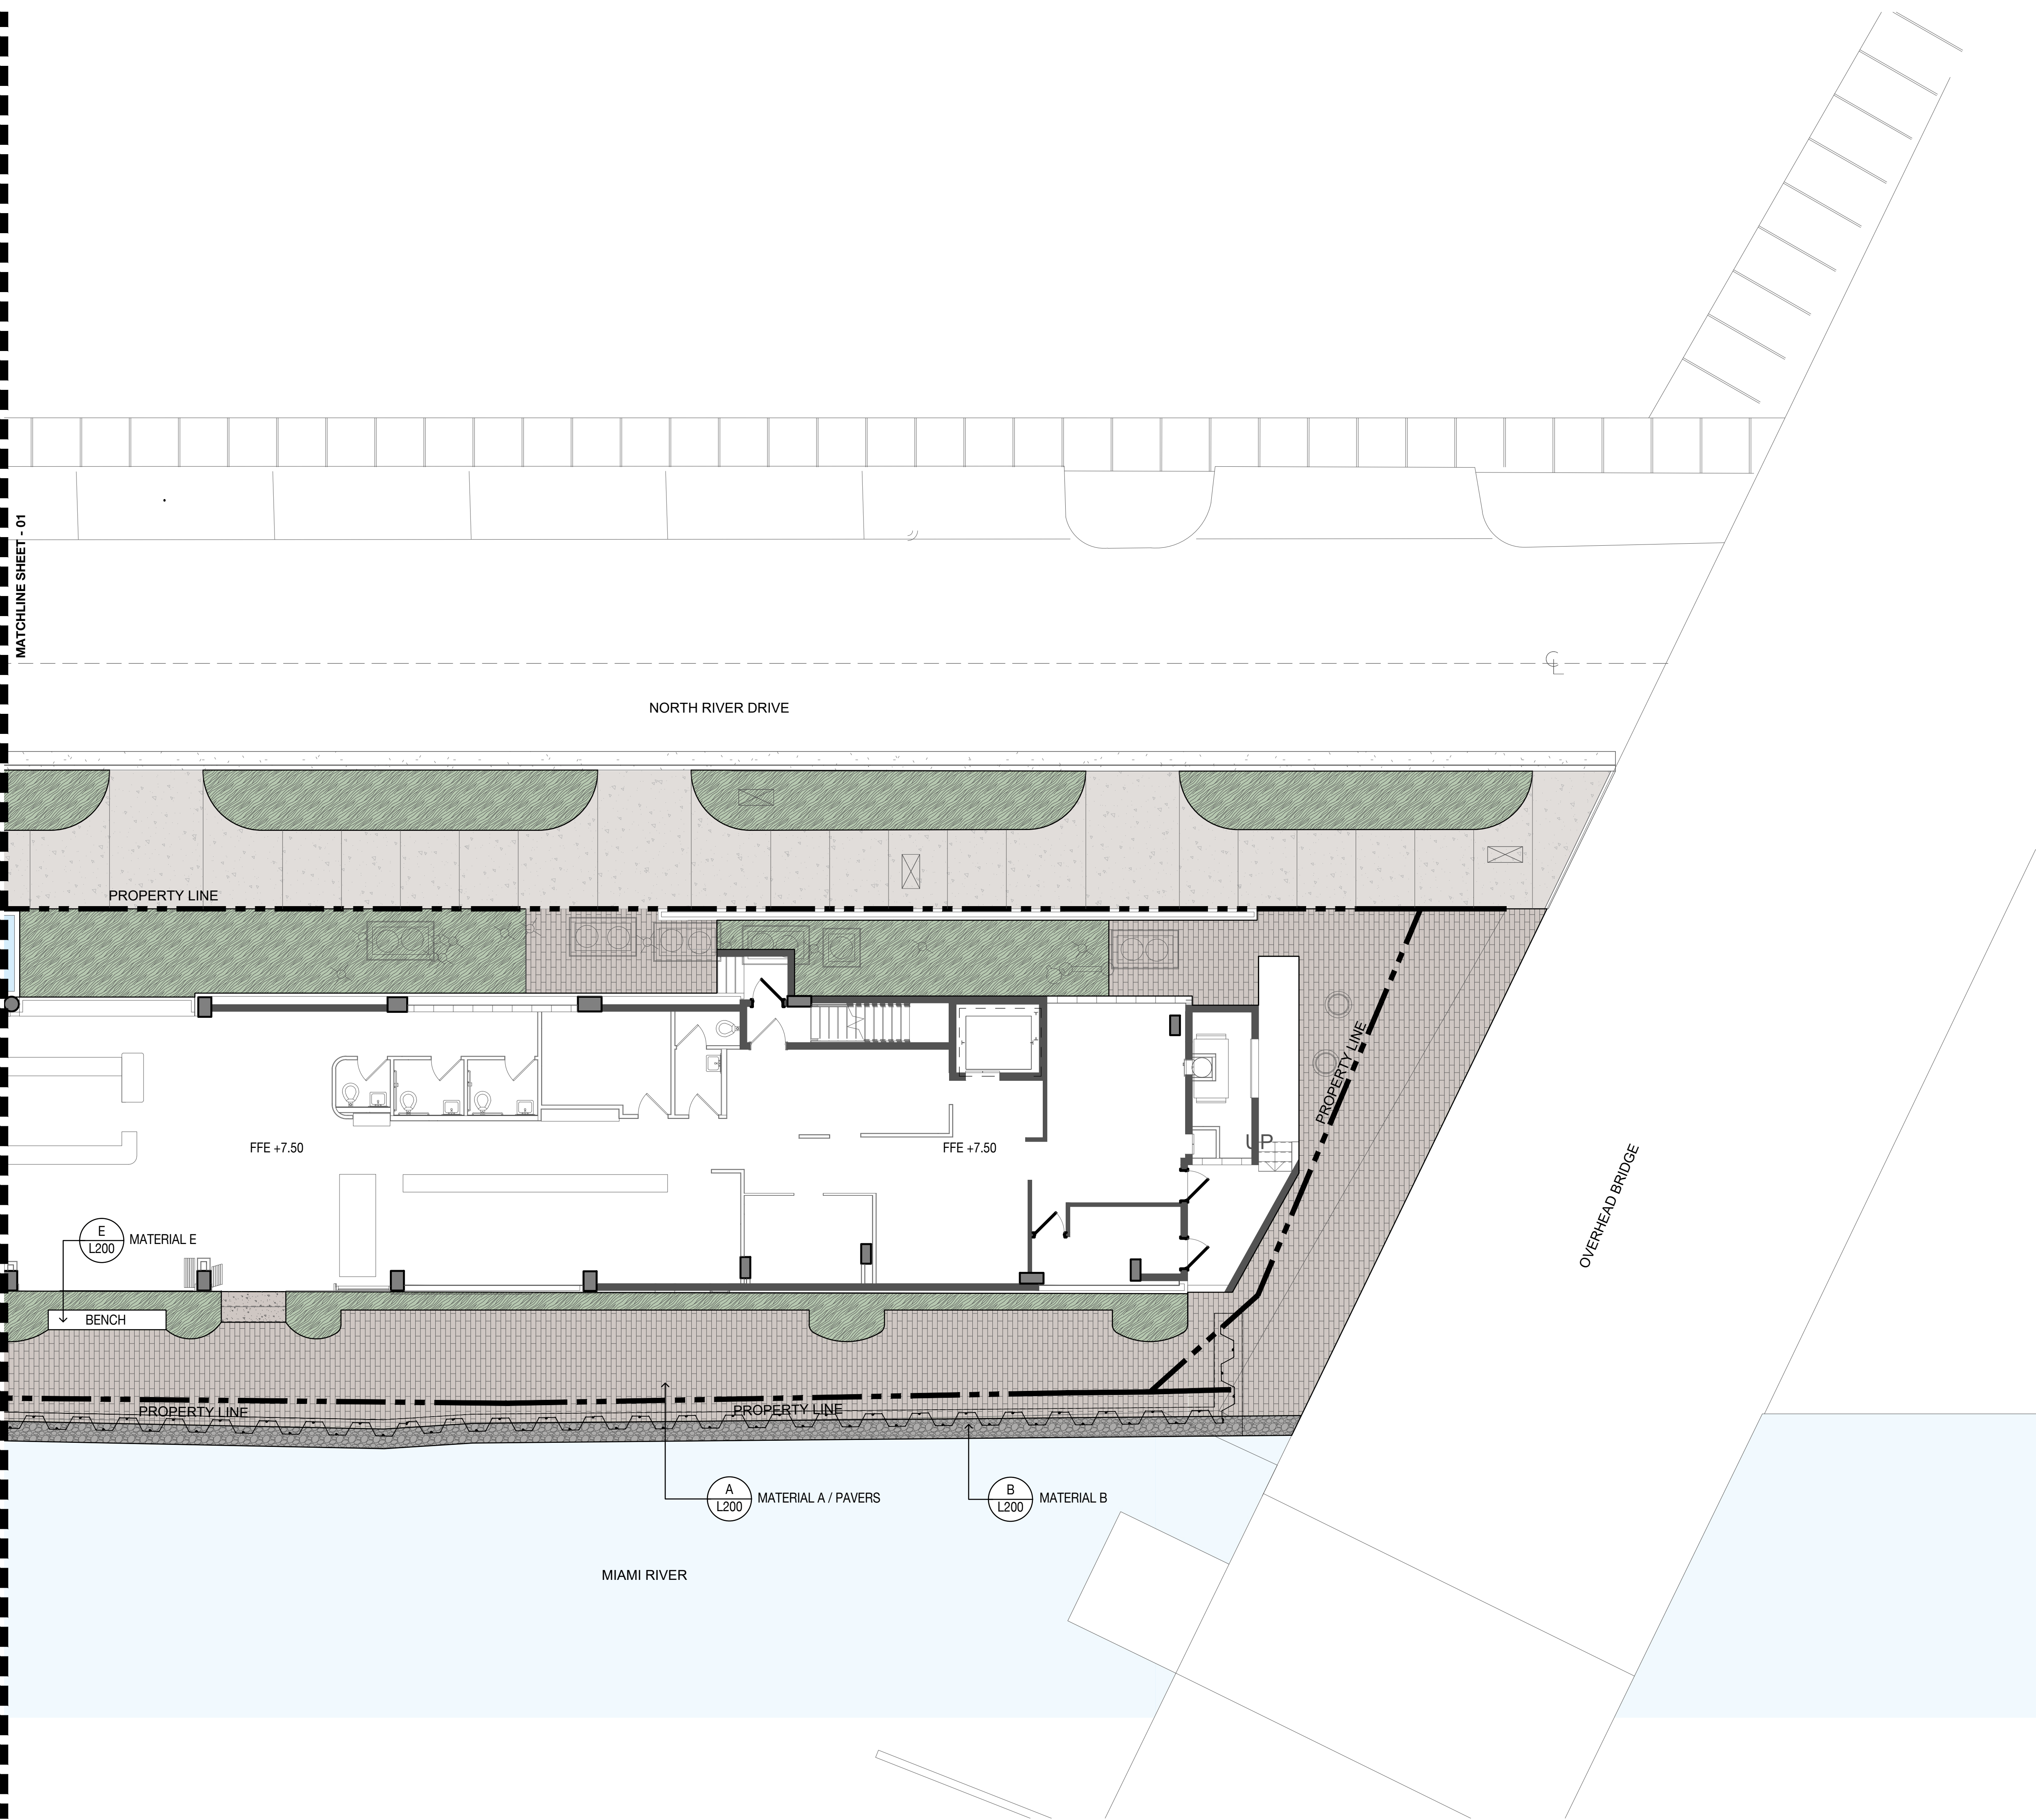 MATCHLINE SHEET - 01
NORTH RIVER DRIVE
PROPERTY LINE
PROPERTY LINE
UP
FFE +7.50
FFE +7.50
OVERHEAD BRIDGE
E
L200
MATERIAL E
BENCH
PROPERTY LINE
PROPERTY LINE
A
L200
MATERIAL A / PAVERS
B
L200
MATERIAL B
MIAMI RIVER